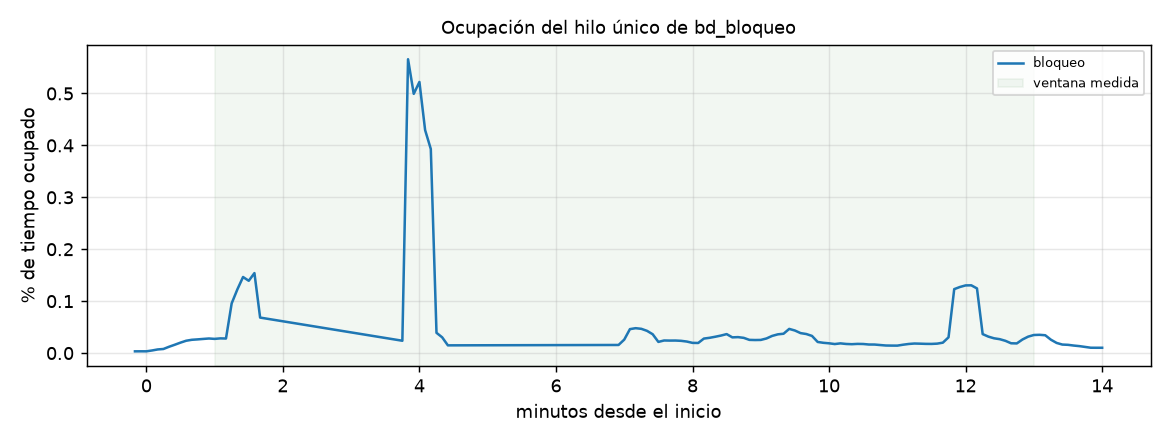 Ocupación del hilo único de bd_bloqueo
bloqueo
ventana medida
% de tiempo ocupado
0.5
0.4
0.3
0.2
0.1
0.0
0 2 4 6 8 10 12 14
minutos desde el inicio